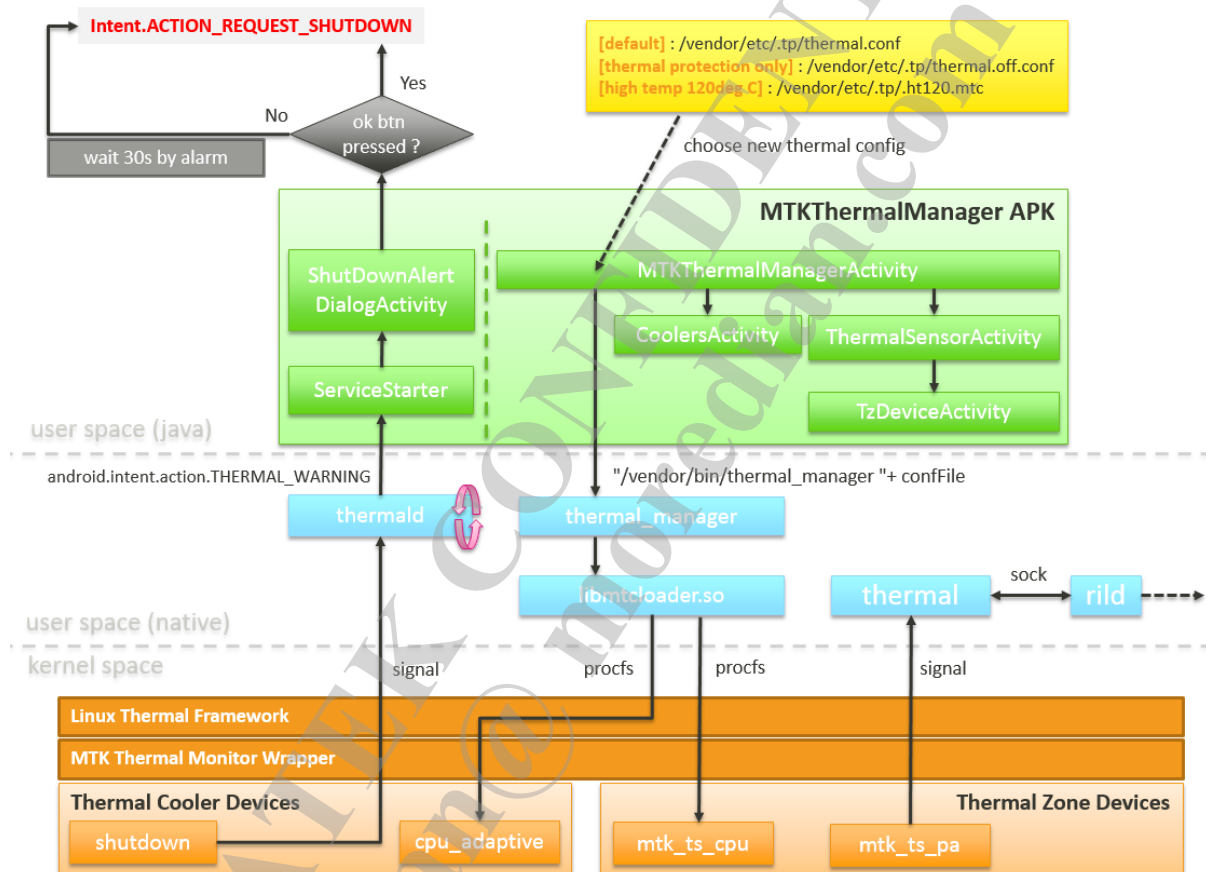 Intent.ACTION_REQUEST_SHUTDOWN
[default] : /vendor/etc/.tp/thermal.conf
[thermal protection only] : /vendor/etc/.tp/thermal.off.conf
[high temp 120deg C] : /vendor/etc/.tp/.ht120.mtc
Yes
No
ok btn
pressed ?
wait 30s by alarm
choose new thermal config
MTKThermalManager APK
ShutDownAlert
DialogActivity
MTKThermalManagerActivity
CoolersActivity
ThermalSensorActivity
ServiceStarter
TzDeviceActivity
user space (java)
android.intent.action.THERMAL_WARNING
"/vendor/bin/thermal_manager "+ confFile
thermald
thermal_manager
libmtcloader.so
thermal
sock
rild
user space (native)
kernel space
signal
procfs
procfs
signal
Linux Thermal Framework
MTK Thermal Monitor Wrapper
Thermal Cooler Devices
Thermal Zone Devices
shutdown
cpu_adaptive
mtk_ts_cpu
mtk_ts_pa